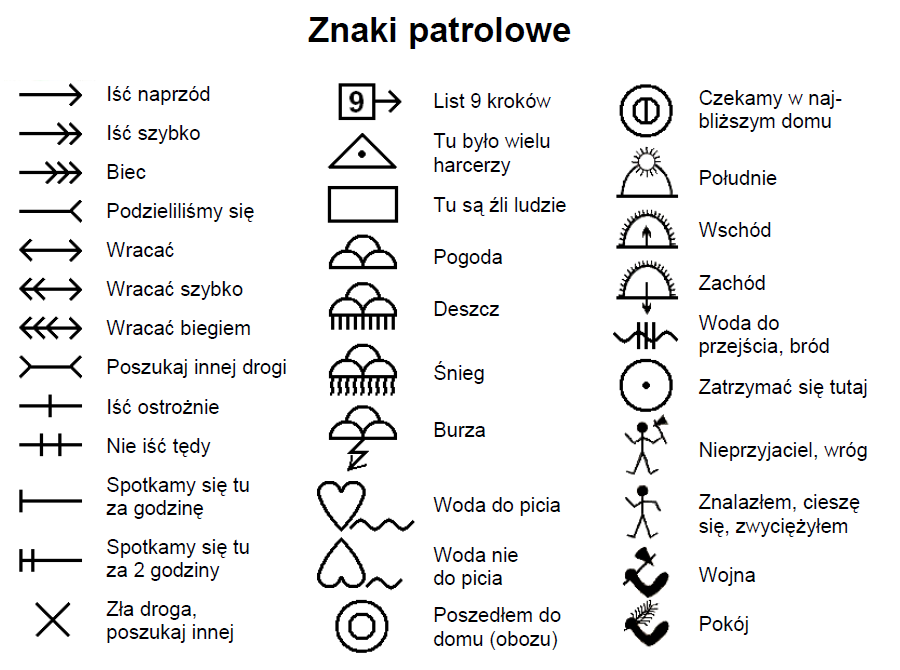 Znaki patrolowe
Iść naprzód
Iść szybko
Biec
Podzieliliśmy się
Wracać
Wracać szybko
Wracać biegiem
Poszukaj innej drogi
Iść ostrożnie
Nie iść tędy
Spotkamy się tu
za godzinę
Spotkamy się tu
za 2 godziny
Zła droga,
poszukaj innej
9
List 9 kroków
Tu było wielu
harcerzy
Tu są źli ludzie
Pogoda
Deszcz
Śnieg
Burza
Woda do picia
Woda nie
do picia
Poszedłem do
domu (obozu)
Czekamy w naj-
bliższym domu
Południe
Wschód
Zachód
Woda do
przejścia, bród
Zatrzymać się tutaj
Nieprzyjaciel, wróg
Znalazłem, cieszę
się, zwyciężyłem
Wojna
Pokój